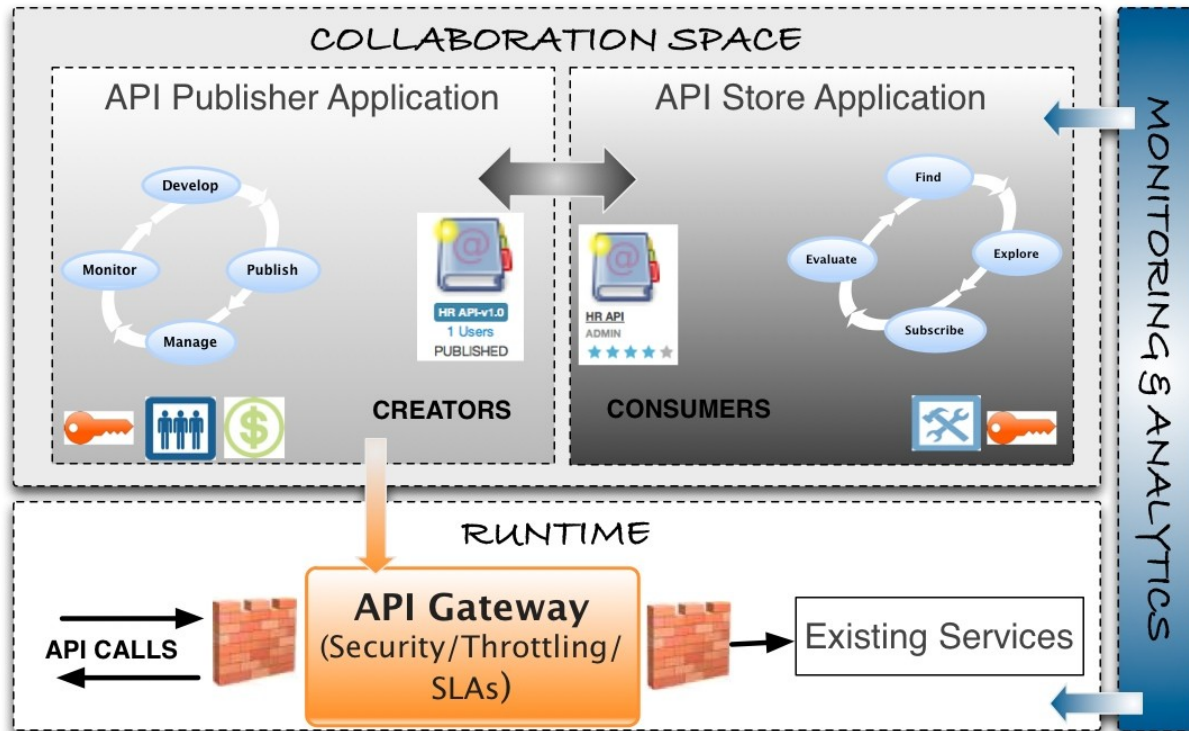 COLLABORATION SPACE
API Publisher Application
Develop
Monitor
Publish
Manage
HR API-v1.0
1 Users
PUBLISHED
CREATORS
API Store Application
Find
Evaluate
Explore
Subscribe
HR API
ADMIN
CONSUMERS
RUNTIME
API CALLS
API Gateway
(Security/Throttling/
SLAs)
Existing Services
MONITORING & ANALYTICS